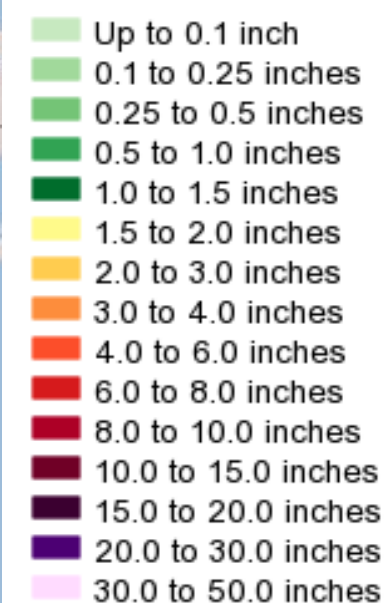 Up to 0.1 inch
0.1 to 0.25 inches
0.25 to 0.5 inches
0.5 to 1.0 inches
1.0 to 1.5 inches
1.5 to 2.0 inches
2.0 to 3.0 inches
3.0 to 4.0 inches
4.0 to 6.0 inches
6.0 to 8.0 inches
8.0 to 10.0 inches
10.0 to 15.0 inches
15.0 to 20.0 inches
20.0 to 30.0 inches
30.0 to 50.0 inches